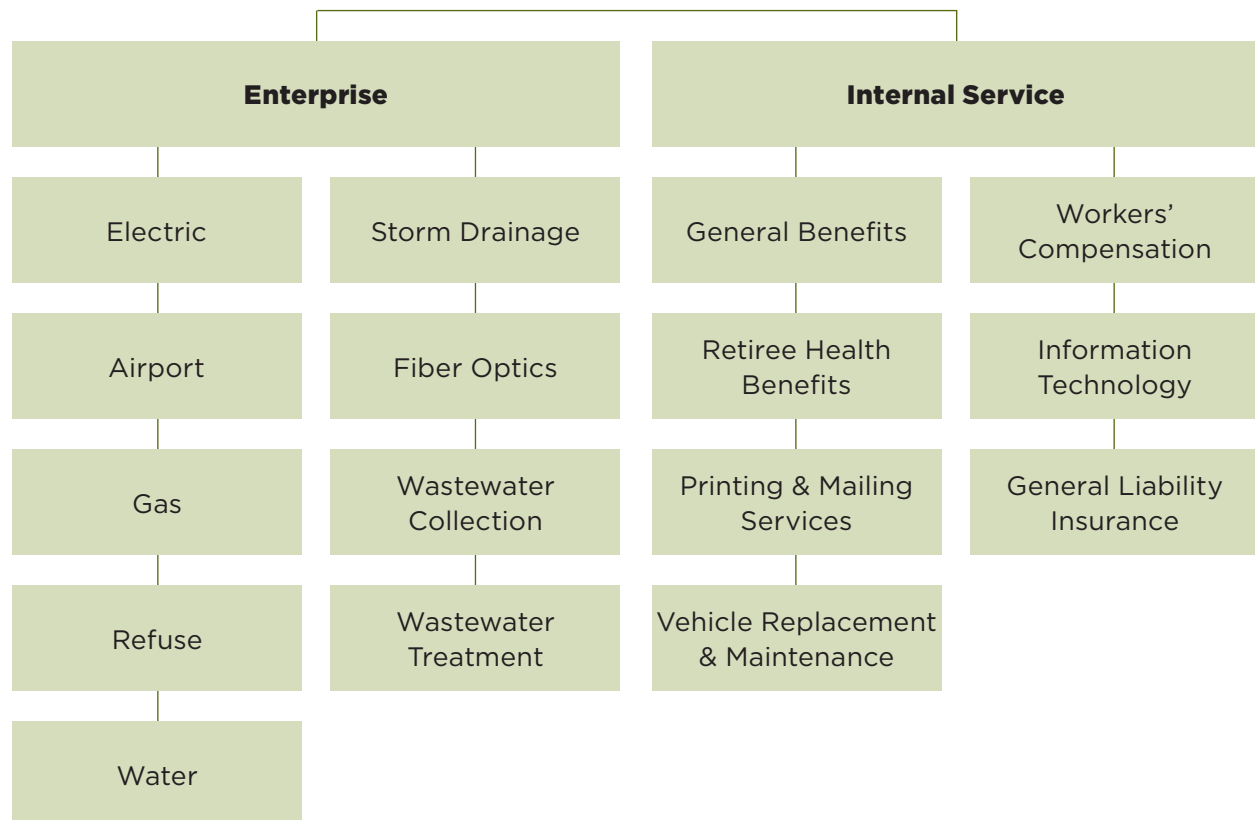 Enterprise
Internal Service
Electric
Airport
Gas
Refuse
Water
Storm Drainage
Fiber Optics
Wastewater
Collection
Wastewater
Treatment
General Benefits
Retiree Health
Benefits
Printing & Mailing
Services
Vehicle Replacement
& Maintenance
Workers’
Compensation
Information
Technology
General Liability
Insurance